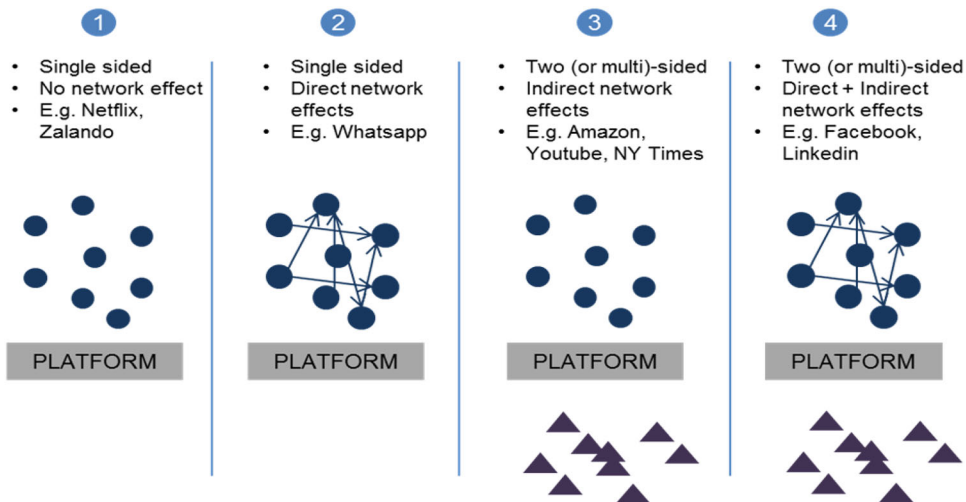 1
• Single sided
• No network effect
• E.g. Netflix,
Zalando
PLATFORM
2
• Single sided
• Direct network
effects
• E.g. Whatsapp
PLATFORM
3
• Two (or multi)-sided
• Indirect network
effects
• E.g. Amazon,
Youtube, NY Times
PLATFORM
4
• Two (or multi)-sided
• Direct + Indirect
network effects
• E.g. Facebook,
Linkedin
PLATFORM